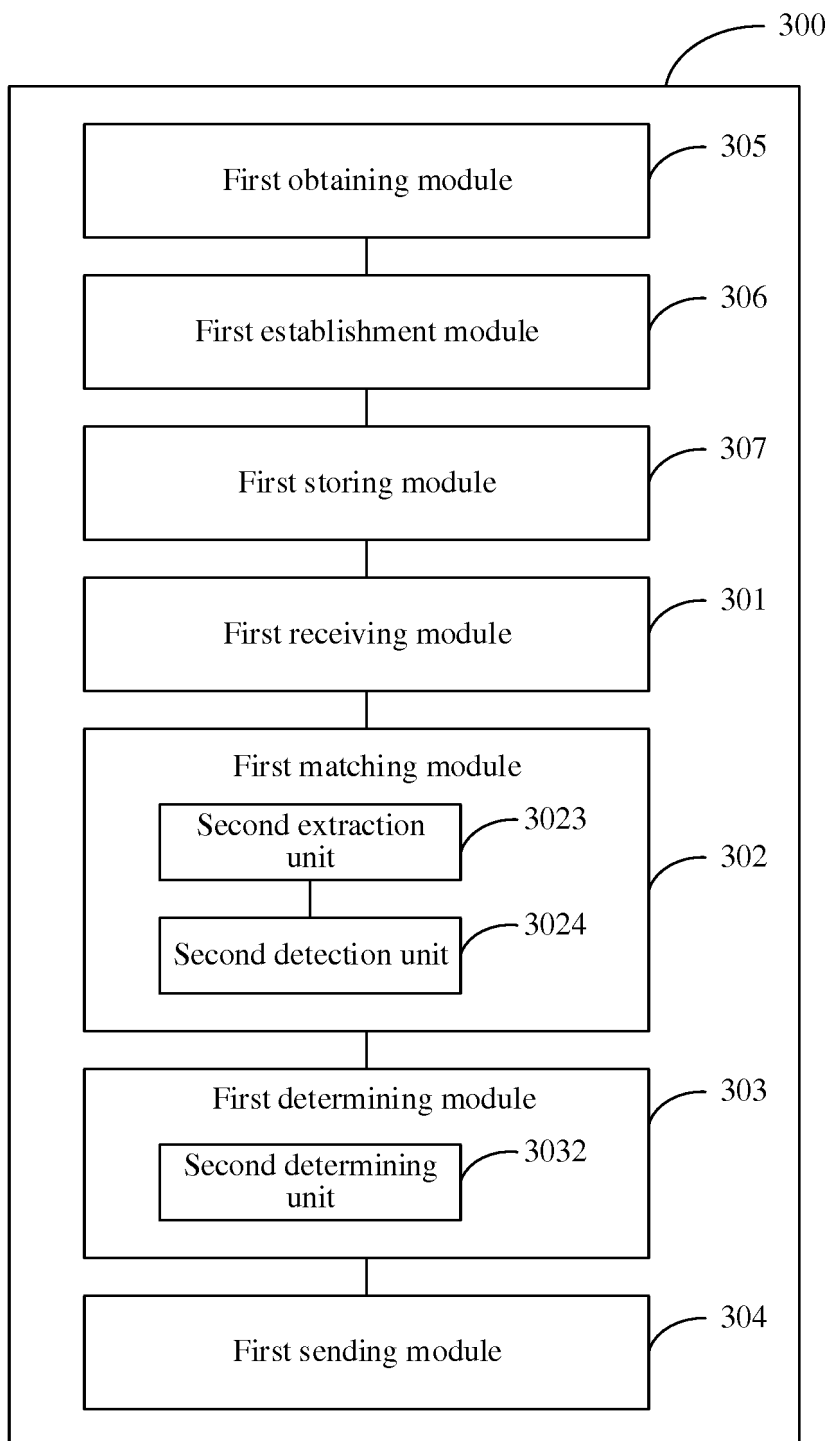 300
First obtaining module
305
First establishment module
306
First storing module
307
First receiving module
301
First matching module
Second extraction
unit
3023
Second detection unit
3024
302
First determining module
303
Second determining
unit
3032
First sending module
304